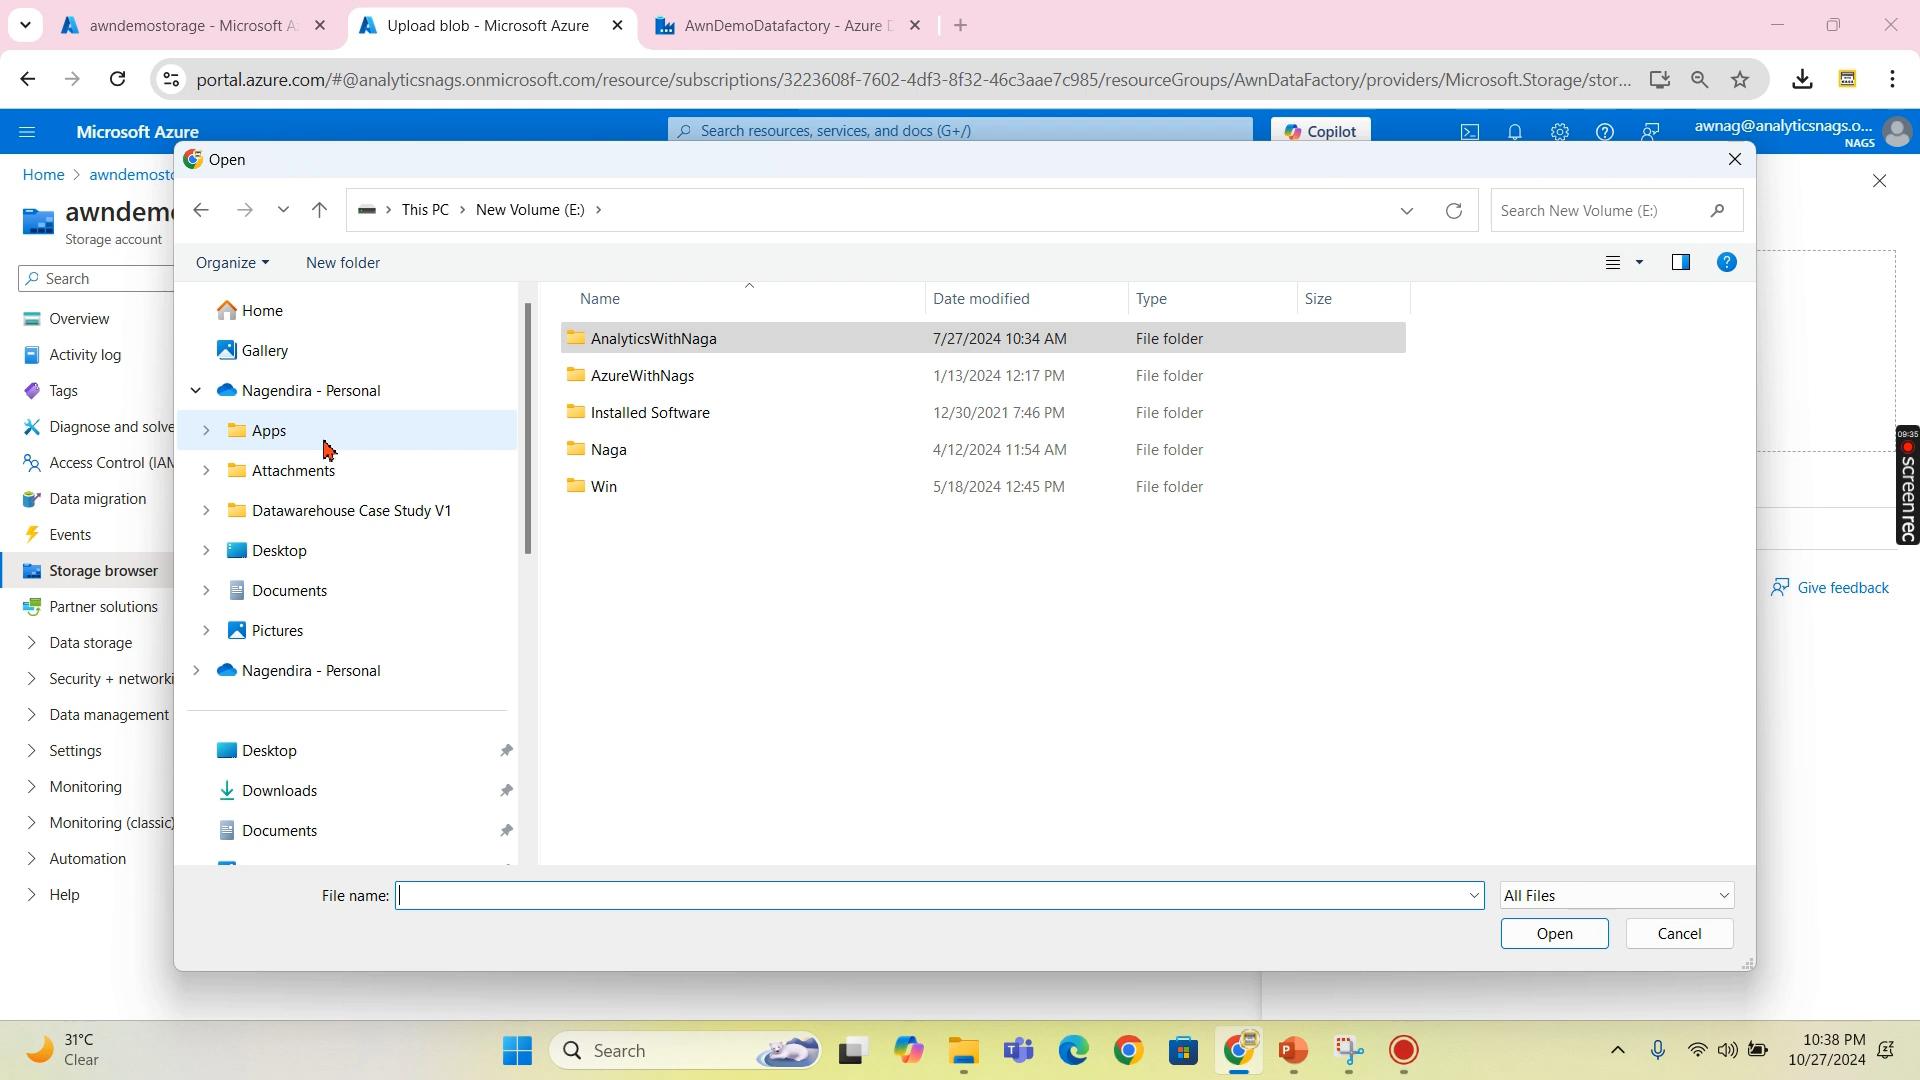 awndemostorage - Microsoft A
Upload blob - Microsoft Azure
AwnDemoDatafactory - Azure D
portal.azure.com/#@analyticsnags.onmicrosoft.com/resource/subscriptions/3223608f-7602-4df3-8f32-46c3aae7c985/resourceGroups/AwnDataFactory/providers/Microsoft.Storage/stor...
Microsoft Azure
Search resources, services, and docs (G+/)
Copilot
awnag@analyticsnags.o...
NAGS
Home > awndemosto
awndem
Storage account
Search
Overview
Activity log
Tags
Diagnose and solve
Access Control (IAM
Data migration
Events
Storage browser
Partner solutions
Data storage
Security + networki
Data management
Settings
Monitoring
Monitoring (classic)
Automation
Help
Open
This PC > New Volume (E:) >
Search New Volume (E:)
Organize
New folder
Home
Gallery
Nagendira - Personal
Apps
Attachments
Datawarehouse Case Study V1
Desktop
Documents
Pictures
Nagendira - Personal
Desktop
Downloads
Documents
Name Date modified Type Size
AnalyticsWithNaga 7/27/2024 10:34 AM File folder
AzureWithNags 1/13/2024 12:17 PM File folder
Installed Software 12/30/2021 7:46 PM File folder
Naga 4/12/2024 11:54 AM File folder
Win 5/18/2024 12:45 PM File folder
File name:
All Files
Open
Cancel
Give feedback
09:35
screenrec
31°C
Clear
Search
10:38 PM
10/27/2024